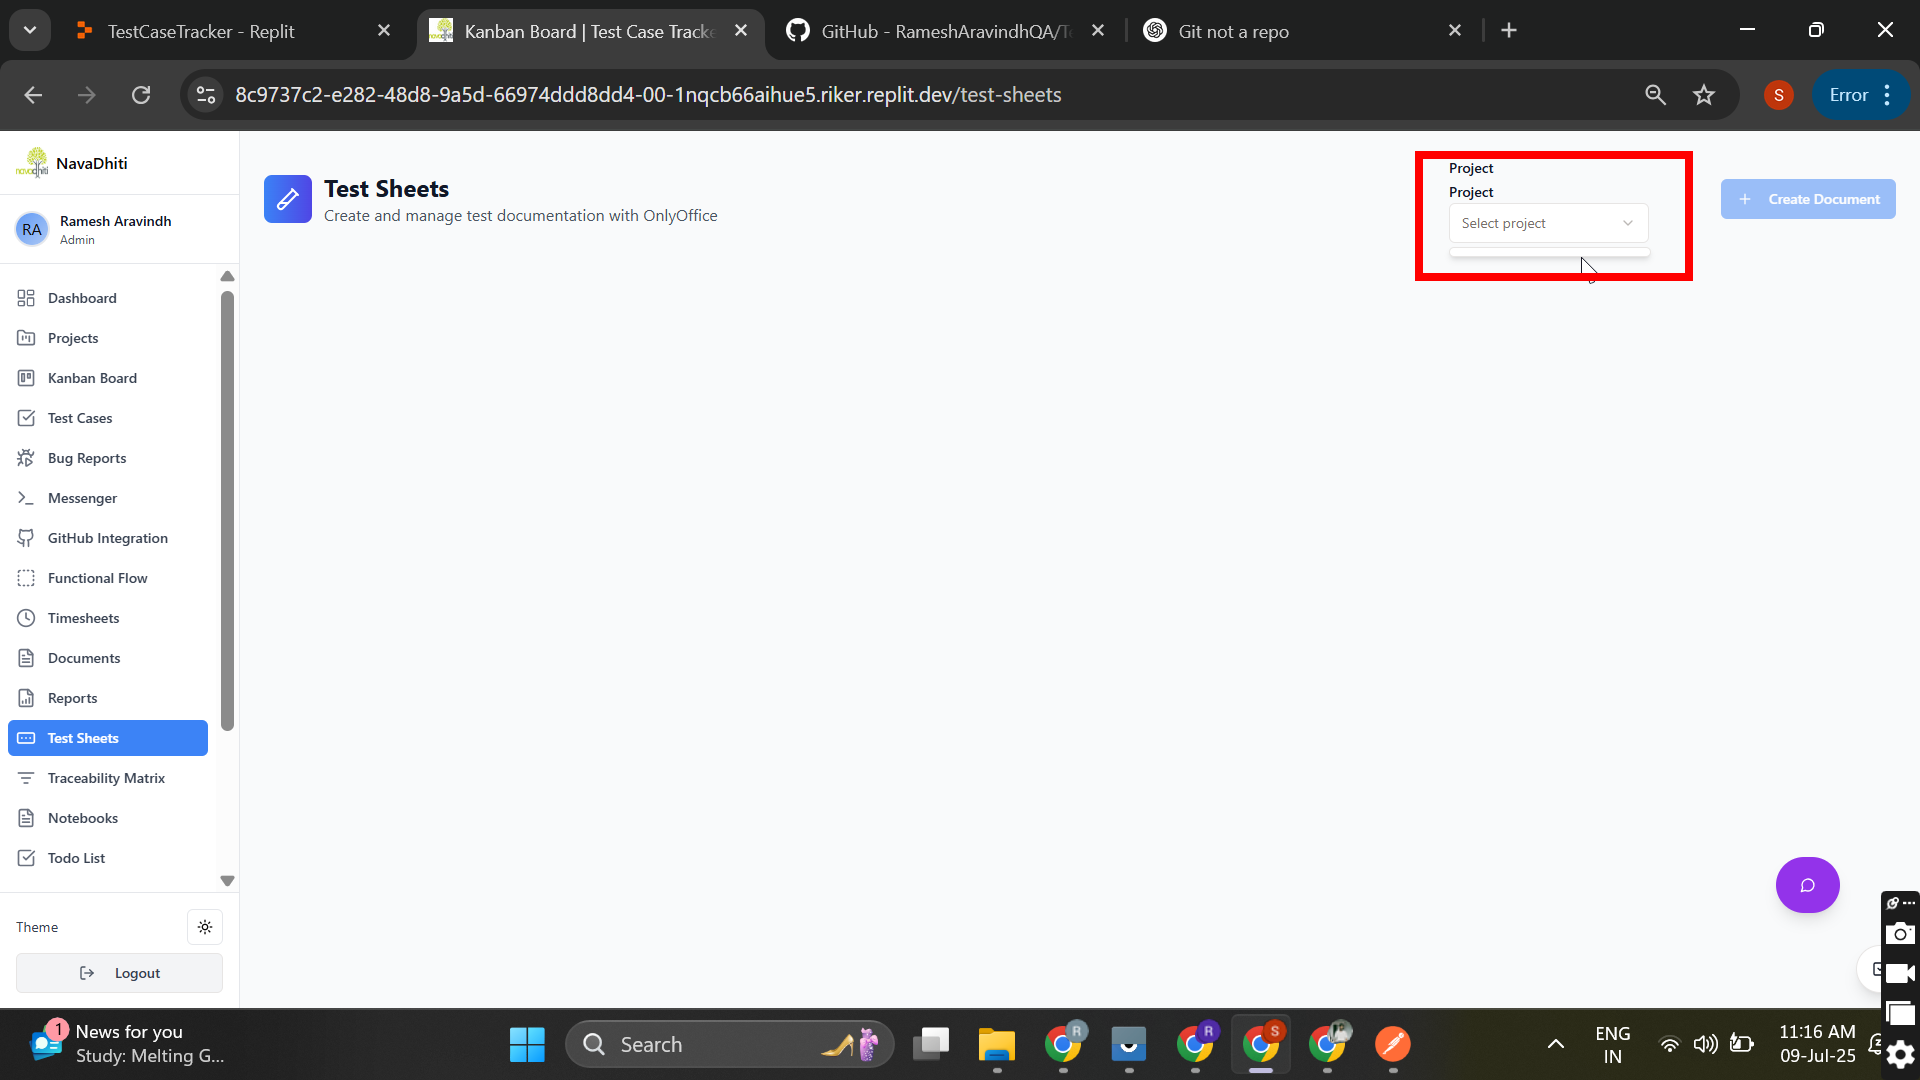 TestCaseTracker - Replit
Kanban Board | Test Case Tracke
GitHub - RameshAravindhQA/Te
Git not a repo
8c9737c2-e282-48d8-9a5d-66974ddd8dd4-00-1nqcb66aihue5.riker.replit.dev/test-sheets
S
Error
NavaDhiti
RA
Ramesh Aravindh
Admin
Dashboard
Projects
Kanban Board
Test Cases
Bug Reports
Messenger
GitHub Integration
Functional Flow
Timesheets
Documents
Reports
Test Sheets
Traceability Matrix
Notebooks
Todo List
Theme
Logout
Test Sheets
Create and manage test documentation with OnlyOffice
Project
Project
Select project
Create Document
1
News for you
Study: Melting G...
Search
R
R
S
ENG
IN
11:16 AM
09-Jul-25